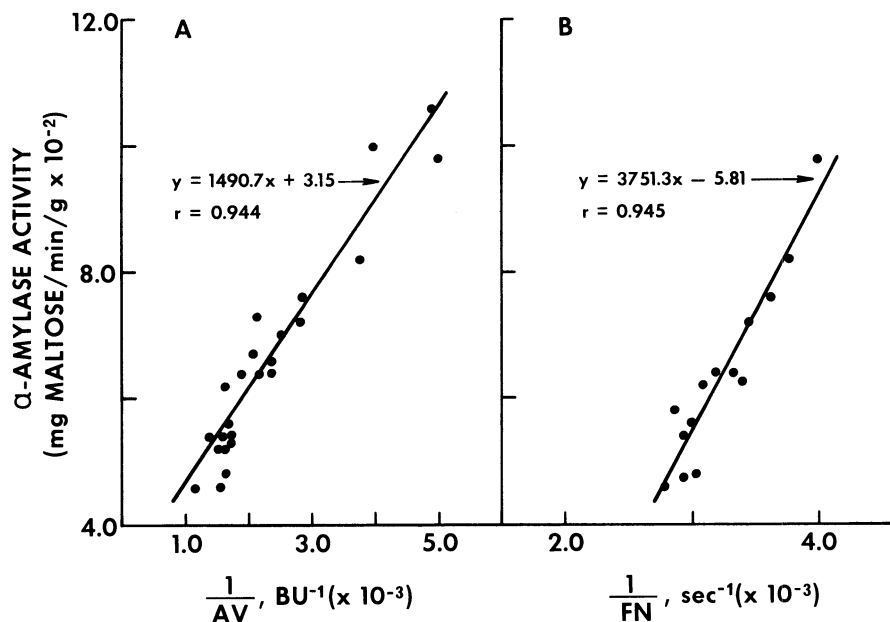 12.0
A
B
α-AMYLASE ACTIVITY
(mg MALTOSE/min/g x 10-2)
y = 1490.7x + 3.15
r = 0.944
y = 3751.3x − 5.81
r = 0.945
8.0
4.0
1.0 3.0 5.0
2.0 4.0
1
AV , BU-1(x 10-3)
1
FN , sec-1(x 10-3)